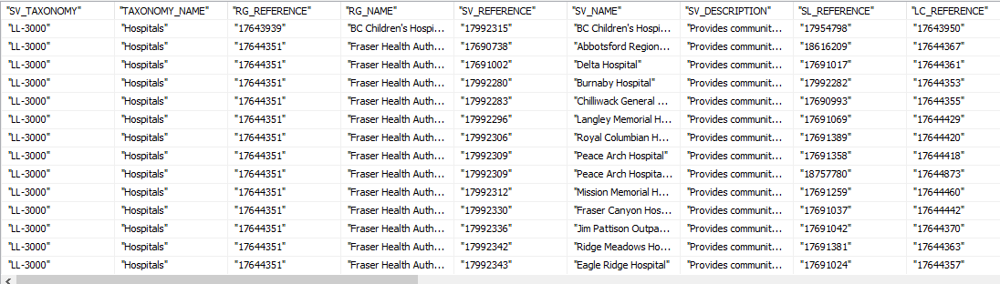 "SV_TAXONOMY" "TAXONOMY_NAME" "RG_REFERENCE" "RG_NAME" "SV_REFERENCE" "SV_NAME" "SV_DESCRIPTION" "SL_REFERENCE" "LC_REFERENCE"
"LL-3000" "Hospitals" "17643939" "BC Children's Hospi... "17992315" "BC Children's Hospi... "Provides communit... "17954798" "17643950"
"LL-3000" "Hospitals" "17644351" "Fraser Health Auth... "17690738" "Abbotsford Region... "Provides communit... "18616209" "17644367"
"LL-3000" "Hospitals" "17644351" "Fraser Health Auth... "17691002" "Delta Hospital" "Provides communit... "17691017" "17644361"
"LL-3000" "Hospitals" "17644351" "Fraser Health Auth... "17992280" "Burnaby Hospital" "Provides communit... "17992282" "17644353"
"LL-3000" "Hospitals" "17644351" "Fraser Health Auth... "17992283" "Chilliwack General ... "Provides communit... "17690993" "17644355"
"LL-3000" "Hospitals" "17644351" "Fraser Health Auth... "17992296" "Langley Memorial H... "Provides communit... "17691069" "17644429"
"LL-3000" "Hospitals" "17644351" "Fraser Health Auth... "17992306" "Royal Columbian H... "Provides communit... "17691389" "17644420"
"LL-3000" "Hospitals" "17644351" "Fraser Health Auth... "17992309" "Peace Arch Hospital" "Provides communit... "17691358" "17644418"
"LL-3000" "Hospitals" "17644351" "Fraser Health Auth... "17992309" "Peace Arch Hospita... "Provides communit... "18757780" "17644873"
"LL-3000" "Hospitals" "17644351" "Fraser Health Auth... "17992312" "Mission Memorial H... "Provides communit... "17691259" "17644460"
"LL-3000" "Hospitals" "17644351" "Fraser Health Auth... "17992330" "Fraser Canyon Hos... "Provides communit... "17691037" "17644442"
"LL-3000" "Hospitals" "17644351" "Fraser Health Auth... "17992336" "Jim Pattison Outpa... "Provides communit... "17691042" "17644370"
"LL-3000" "Hospitals" "17644351" "Fraser Health Auth... "17992342" "Ridge Meadows Ho... "Provides communit... "17691381" "17644363"
"LL-3000" "Hospitals" "17644351" "Fraser Health Auth... "17992343" "Eagle Ridge Hospital" "Provides communit... "17691024" "17644357"